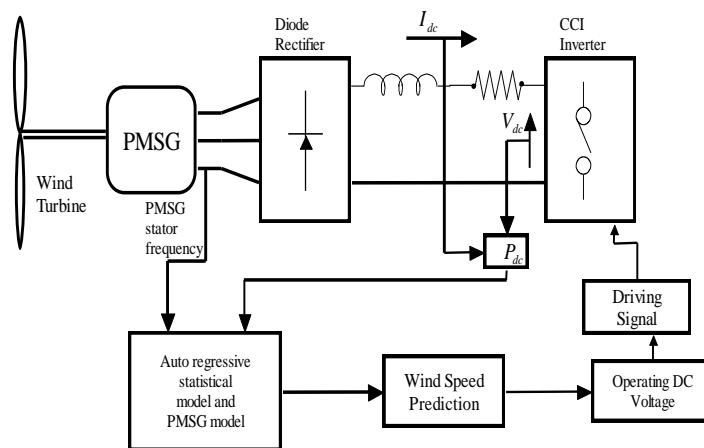 Diode
Rectifier
I_dc
CCI
Inverter
PMSG
V_dc
Wind
Turbine
PMSG
stator
frequency
P_dc
Driving
Signal
Auto regressive
statistical
model and
PMSG model
Wind Speed
Prediction
Operating DC
Voltage